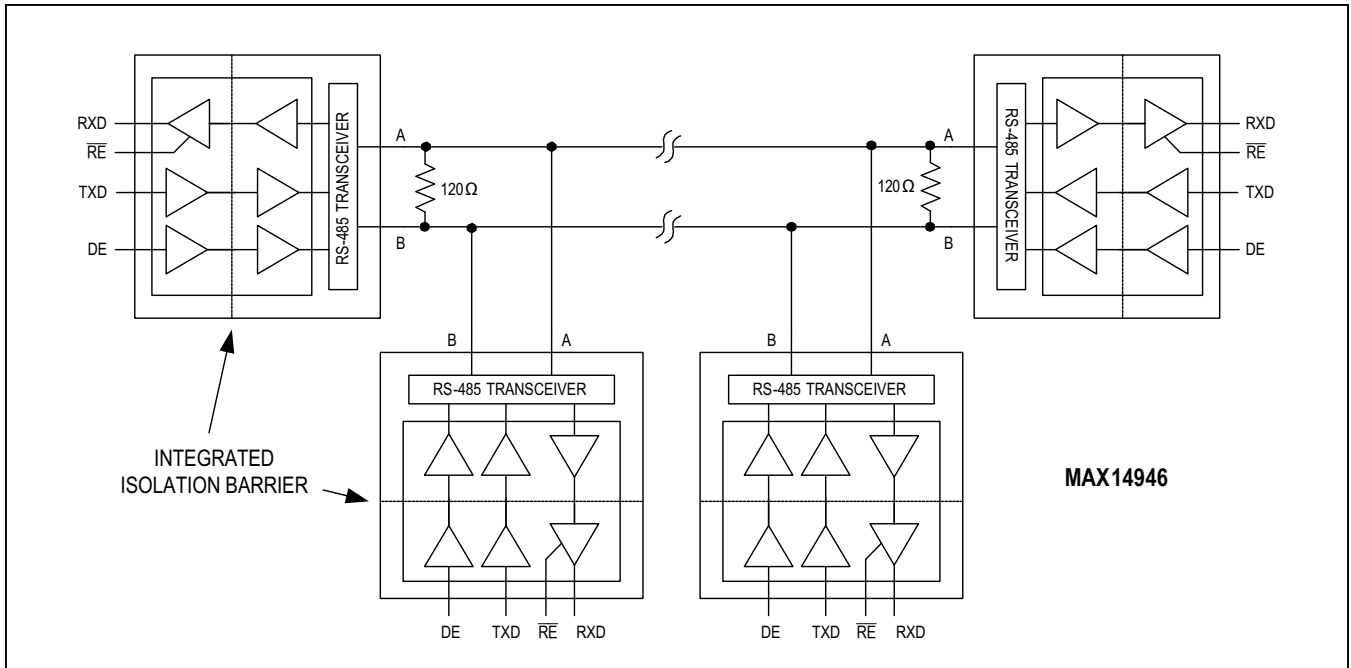 RXD
RE
TXD
DE
RS-485 TRANSCEIVER
A
B
120Ω
120Ω
A
B
RS-485 TRANSCEIVER
RXD
RE
TXD
DE
B A
RS-485 TRANSCEIVER
DE TXD RE RXD
B A
RS-485 TRANSCEIVER
DE TXD RE RXD
INTEGRATED
ISOLATION BARRIER
MAX14946